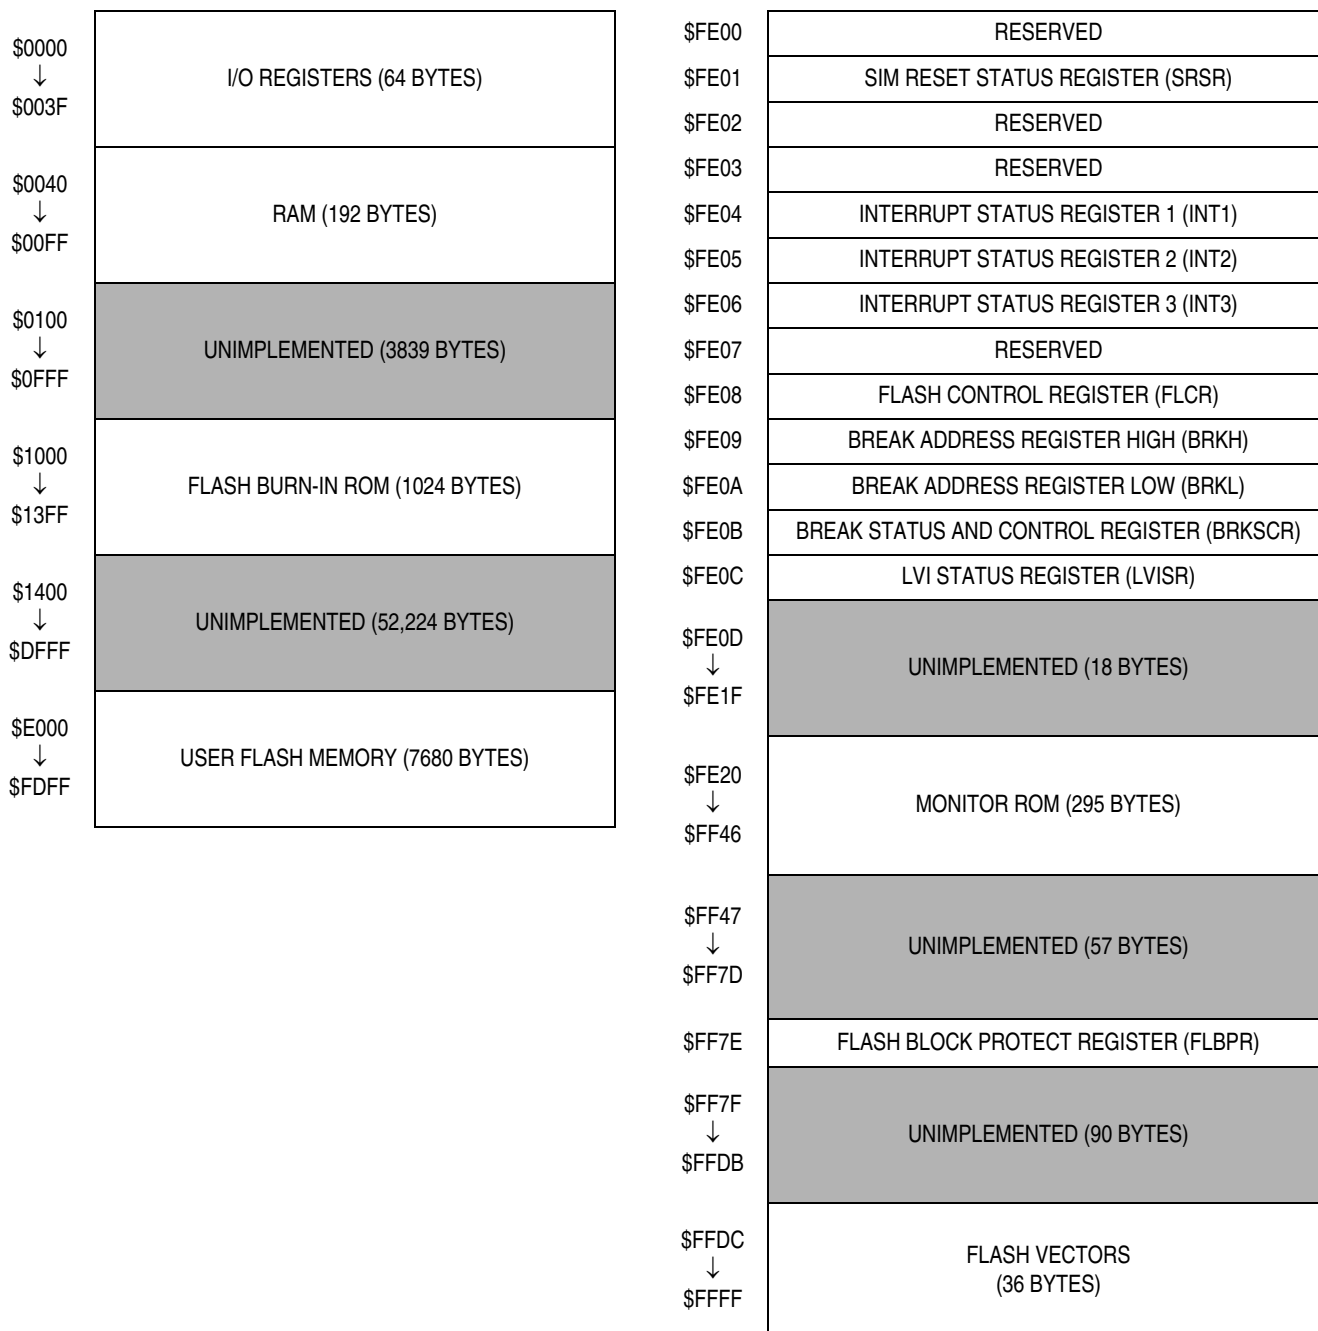 $0000
↓
$003F
I/O REGISTERS (64 BYTES)
$0040
↓
$00FF
RAM (192 BYTES)
$0100
↓
$0FFF
UNIMPLEMENTED (3839 BYTES)
$1000
↓
$13FF
FLASH BURN-IN ROM (1024 BYTES)
$1400
↓
$DFFF
UNIMPLEMENTED (52,224 BYTES)
$E000
↓
$FDFF
USER FLASH MEMORY (7680 BYTES)
$FE00 RESERVED
$FE01 SIM RESET STATUS REGISTER (SRSR)
$FE02 RESERVED
$FE03 RESERVED
$FE04 INTERRUPT STATUS REGISTER 1 (INT1)
$FE05 INTERRUPT STATUS REGISTER 2 (INT2)
$FE06 INTERRUPT STATUS REGISTER 3 (INT3)
$FE07 RESERVED
$FE08 FLASH CONTROL REGISTER (FLCR)
$FE09 BREAK ADDRESS REGISTER HIGH (BRKH)
$FE0A BREAK ADDRESS REGISTER LOW (BRKL)
$FE0B BREAK STATUS AND CONTROL REGISTER (BRKSCR)
$FE0C LVI STATUS REGISTER (LVISR)
$FE0D
↓
$FE1F
UNIMPLEMENTED (18 BYTES)
$FE20
↓
$FF46
MONITOR ROM (295 BYTES)
$FF47
↓
$FF7D
UNIMPLEMENTED (57 BYTES)
$FF7E FLASH BLOCK PROTECT REGISTER (FLBPR)
$FF7F
↓
$FFDB
UNIMPLEMENTED (90 BYTES)
$FFDC
↓
$FFFF
FLASH VECTORS
(36 BYTES)